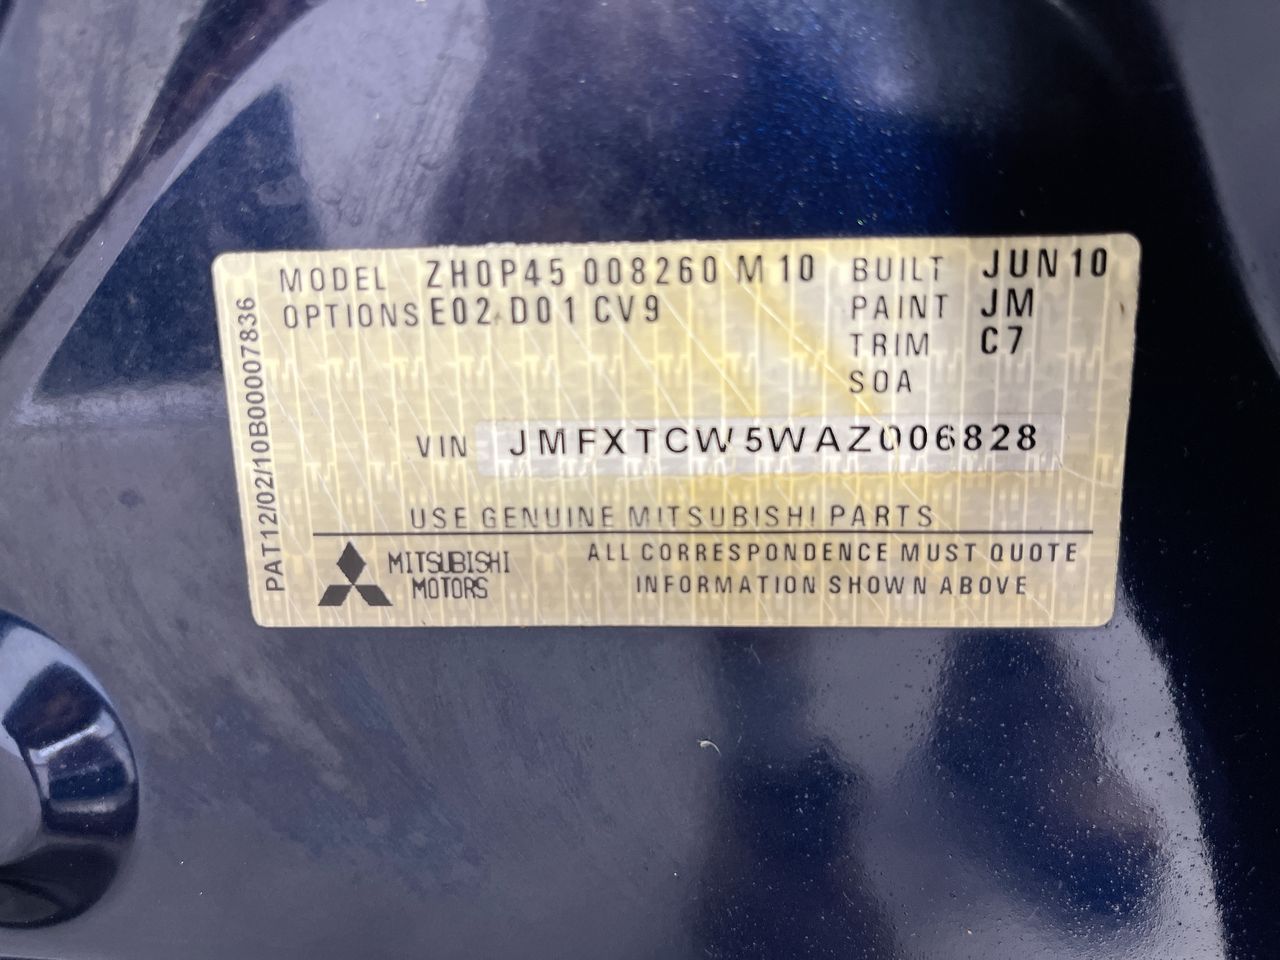 MODEL ZH0P45 008260 M10 BUILT JUN10
OPTIONS E02 D01 CV9 PAINT JM
TRIM C7
SOA
VIN JMFXTCW5WAZ006828
USE GENUINE MITSUBISHI PARTS
MITSUBISHI MOTORS
ALL CORRESPONDENCE MUST QUOTE
INFORMATION SHOWN ABOVE
PAT12/02/10B00007836